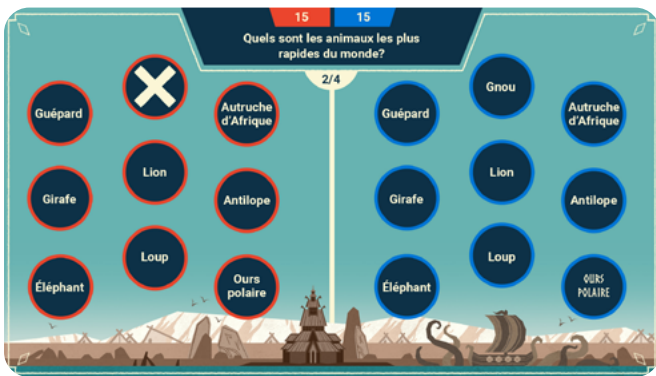 15 15
Quels sont les animaux les plus
rapides du monde?
2/4
Guépard
Autruche
d'Afrique
Lion
Girafe
Antilope
Loup
Éléphant
Ours
polaire
Gnou
Guépard
Autruche
d'Afrique
Lion
Girafe
Antilope
Loup
Éléphant
OURS
POLAIRE